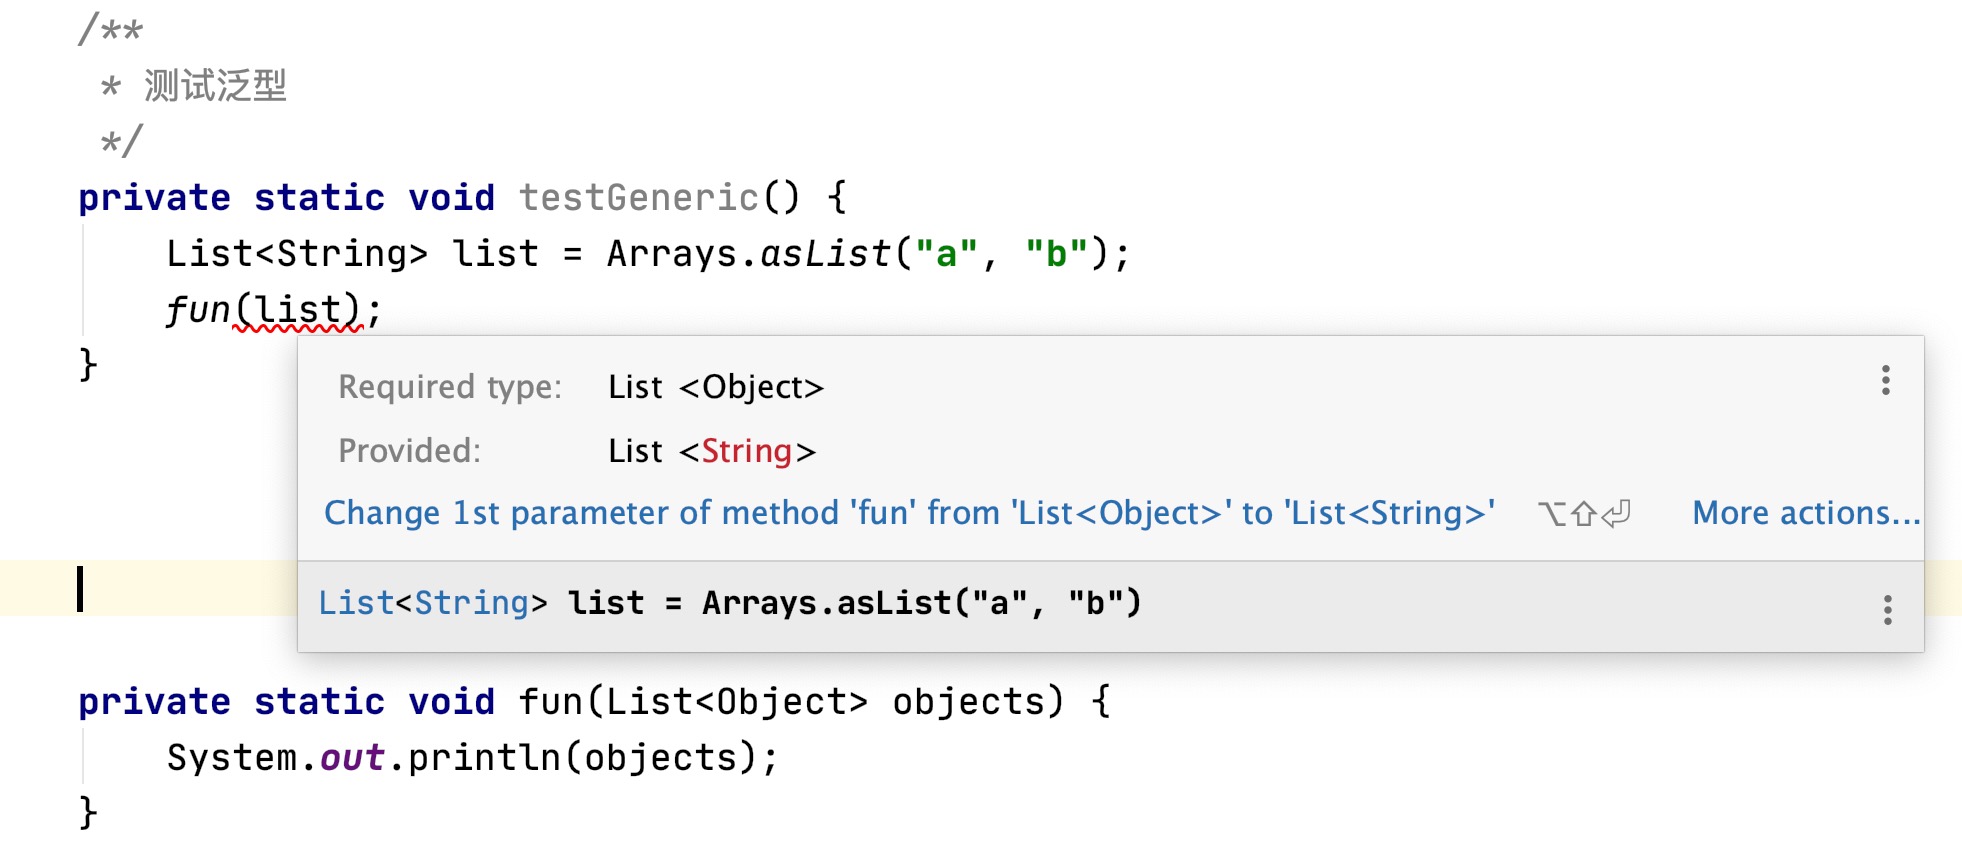 /**
* 测试泛型
*/
private static void testGeneric() {
List<String> list = Arrays.asList("a", "b");
fun(list);
}
Required type: List <Object>
Provided: List <String>
Change 1st parameter of method 'fun' from 'List<Object>' to 'List<String>' ⌥⇧⏎ More actions...
List<String> list = Arrays.asList("a", "b")
private static void fun(List<Object> objects) {
System.out.println(objects);
}